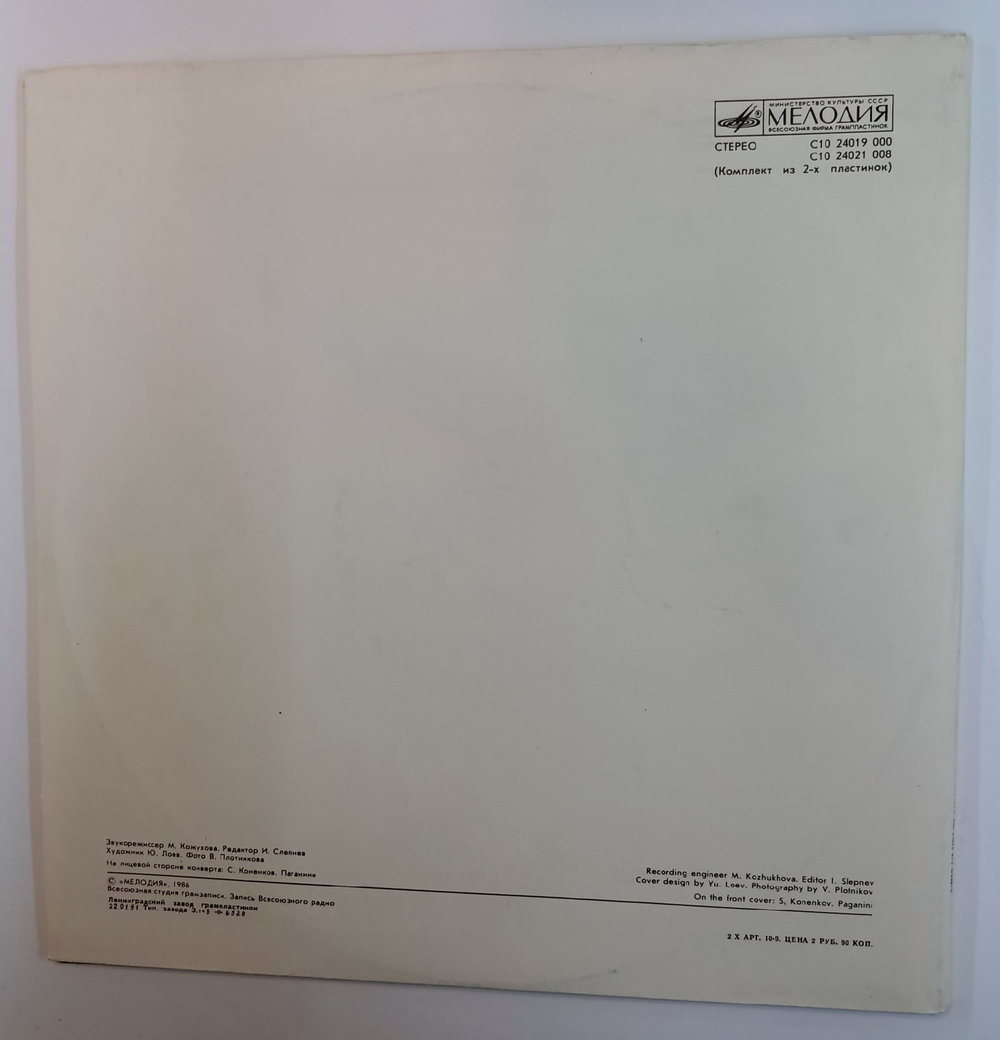 МИНИСТЕРСТВО КУЛЬТУРЫ СССР
МЕЛОДИЯ
ВСЕСОЮЗНАЯ ФИРМА ГРАМПЛАСТИНОК
СТЕРЕО С10 24019 000
С10 24021 008
(Комплект из 2-х пластинок)
Звукорежиссер М. Кожухова. Редактор И. Слепнев
Художник Ю. Лоев. Фото В. Плотникова
На лицевой стороне конверта: С. Коненков. Паганини
© «МЕЛОДИЯ», 1986
Всесоюзная студия грамзаписи. Запись Всесоюзного радио
Ленинградский завод грампластинок
Тип. завода
Recording engineer M. Kozhukhova. Editor I. Slepnev
Cover design by Yu. Loev. Photography by V. Plotnikov
On the front cover: S. Konenkov. Paganini
2 Х АРТ. 10-9. ЦЕНА 2 РУБ. 90 КОП.